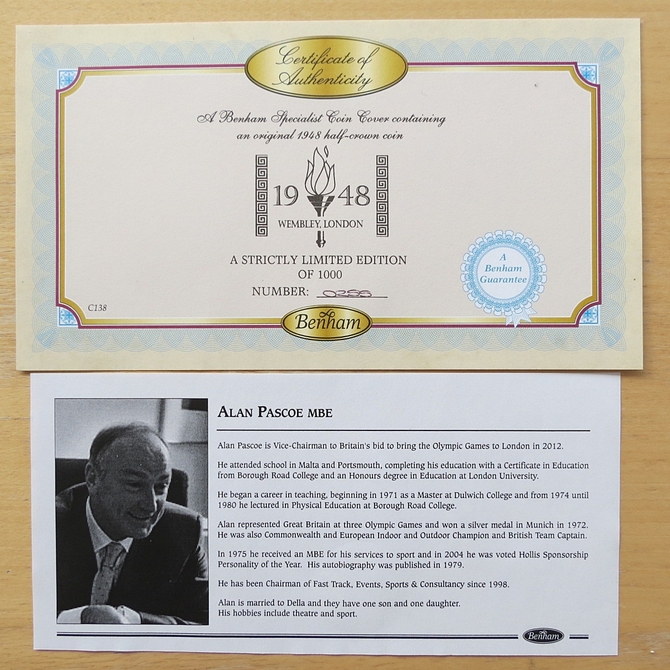 Certificate of
Authenticity
A Benham Specialist Coin Cover containing
an original 1948 half-crown coin
1948
WEMBLEY, LONDON
A STRICTLY LIMITED EDITION
OF 1000
NUMBER:
A
Benham
Guarantee
C138
Benham
ALAN PASCOE MBE
Alan Pascoe is Vice-Chairman to Britain's bid to bring the Olympic Games to London in 2012.
He attended school in Malta and Portsmouth, completing his education with a Certificate in Education
from Borough Road College and an Honours degree in Education at London University.
He began a career in teaching, beginning in 1971 as a Master at Dulwich College and from 1974 until
1980 he lectured in Physical Education at Borough Road College.
Alan represented Great Britain at three Olympic Games and won a silver medal in Munich in 1972.
He was also Commonwealth and European Indoor and Outdoor Champion and British Team Captain.
In 1975 he received an MBE for his services to sport and in 2004 he was voted Hollis Sponsorship
Personality of the Year. His autobiography was published in 1979.
He has been Chairman of Fast Track, Events, Sports & Consultancy since 1998.
Alan is married to Della and they have one son and one daughter.
His hobbies include theatre and sport.
Benham